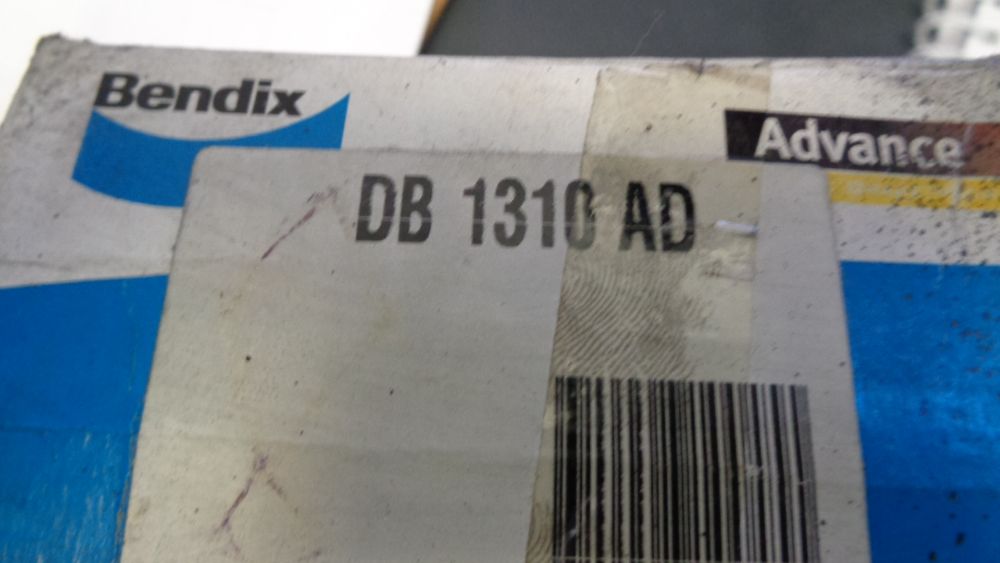 Bendix
Advance
DB 1310 AD